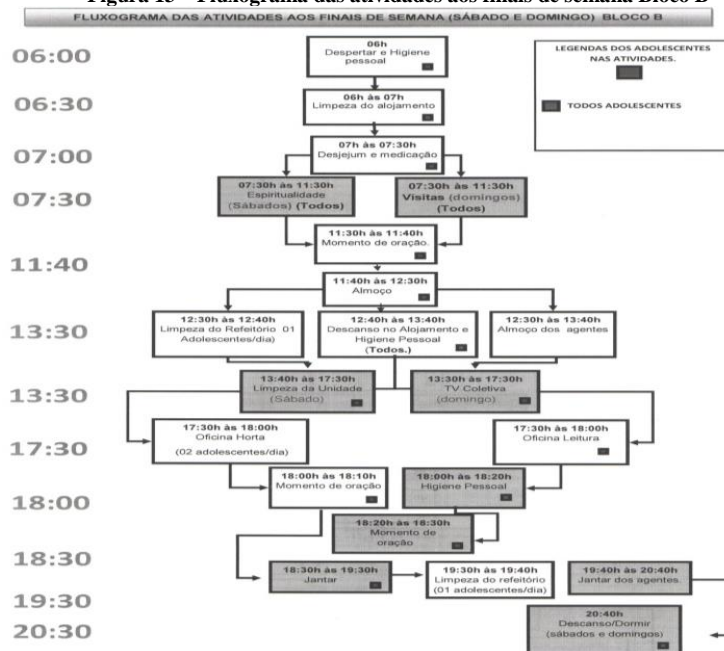 Figura 13 – Fluxograma das atividades aos finais de semana Bloco B
FLUXOGRAMA DAS ATIVIDADES AOS FINAIS DE SEMANA (SÁBADO E DOMINGO) BLOCO B
LEGENDAS DOS ADOLESCENTES
NAS ATIVIDADES.
TODOS ADOLESCENTES
06:00
06h
Despertar e Higiene
pessoal
06:30
06h às 07h
Limpeza do alojamento
07:00
07h às 07:30h
Desjejum e medicação
07:30
07:30h às 11:30h
Espiritualidade
(Sábados) (Todos)
07:30h às 11:30h
Visitas (domingos)
(Todos)
11:30h às 11:40h
Momento de oração.
11:40
11:40h às 12:30h
Almoço
13:30
12:30h às 12:40h
Limpeza do Refeitório 01
Adolescentes/dia)
12:40h às 13:40h
Descanso no Alojamento e
Higiene Pessoal
(Todos.)
12:30h às 13:40h
Almoço dos agentes
13:30
13:40h às 17:30h
Limpeza da Unidade
(Sábado)
13:30h às 17:30h
TV.Coletiva
(domingo)
17:30
17:30h às 18:00h
Oficina Horta
(02 adolescentes/dia)
17:30h às 18:00h
Oficina Leitura
18:00
18:00h às 18:10h
Momento de oração
18:00h às 18:20h
Higiene Pessoal
18:20h às 18:30h
Momento de
oração
18:30
18:30h às 19:30h
Jantar
19:30h às 19:40h
Limpeza do refeitório
(01 adolescentes/dia)
19:40h às 20:40h
Jantar dos agentes.
19:30
20:30
20:40h
Descanso/Dormir
(sábados e domingos)